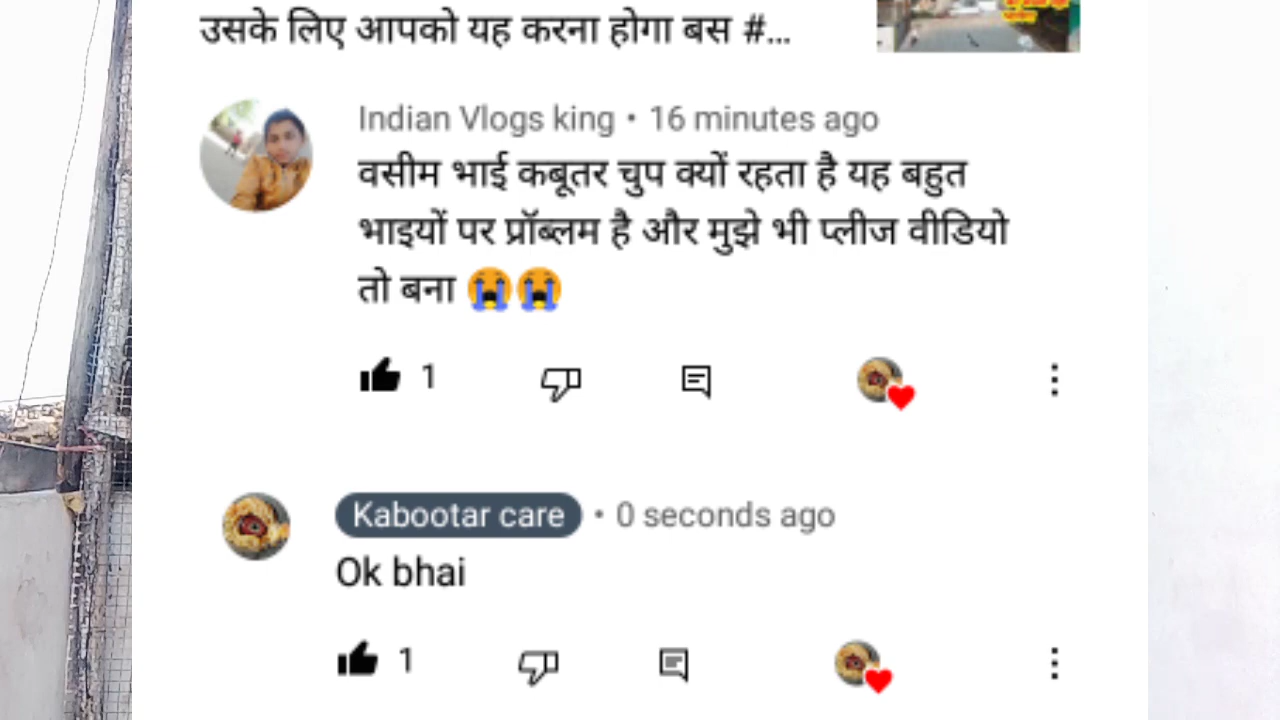 उसके लिए आपको यह करना होगा बस #...
Indian Vlogs king • 16 minutes ago
वसीम भाई कबूतर चुप क्यों रहता है यह बहुत
भाइयों पर प्रॉब्लम है और मुझे भी प्लीज वीडियो
तो बना 😭😭
1
Kabootar care • 0 seconds ago
Ok bhai
1